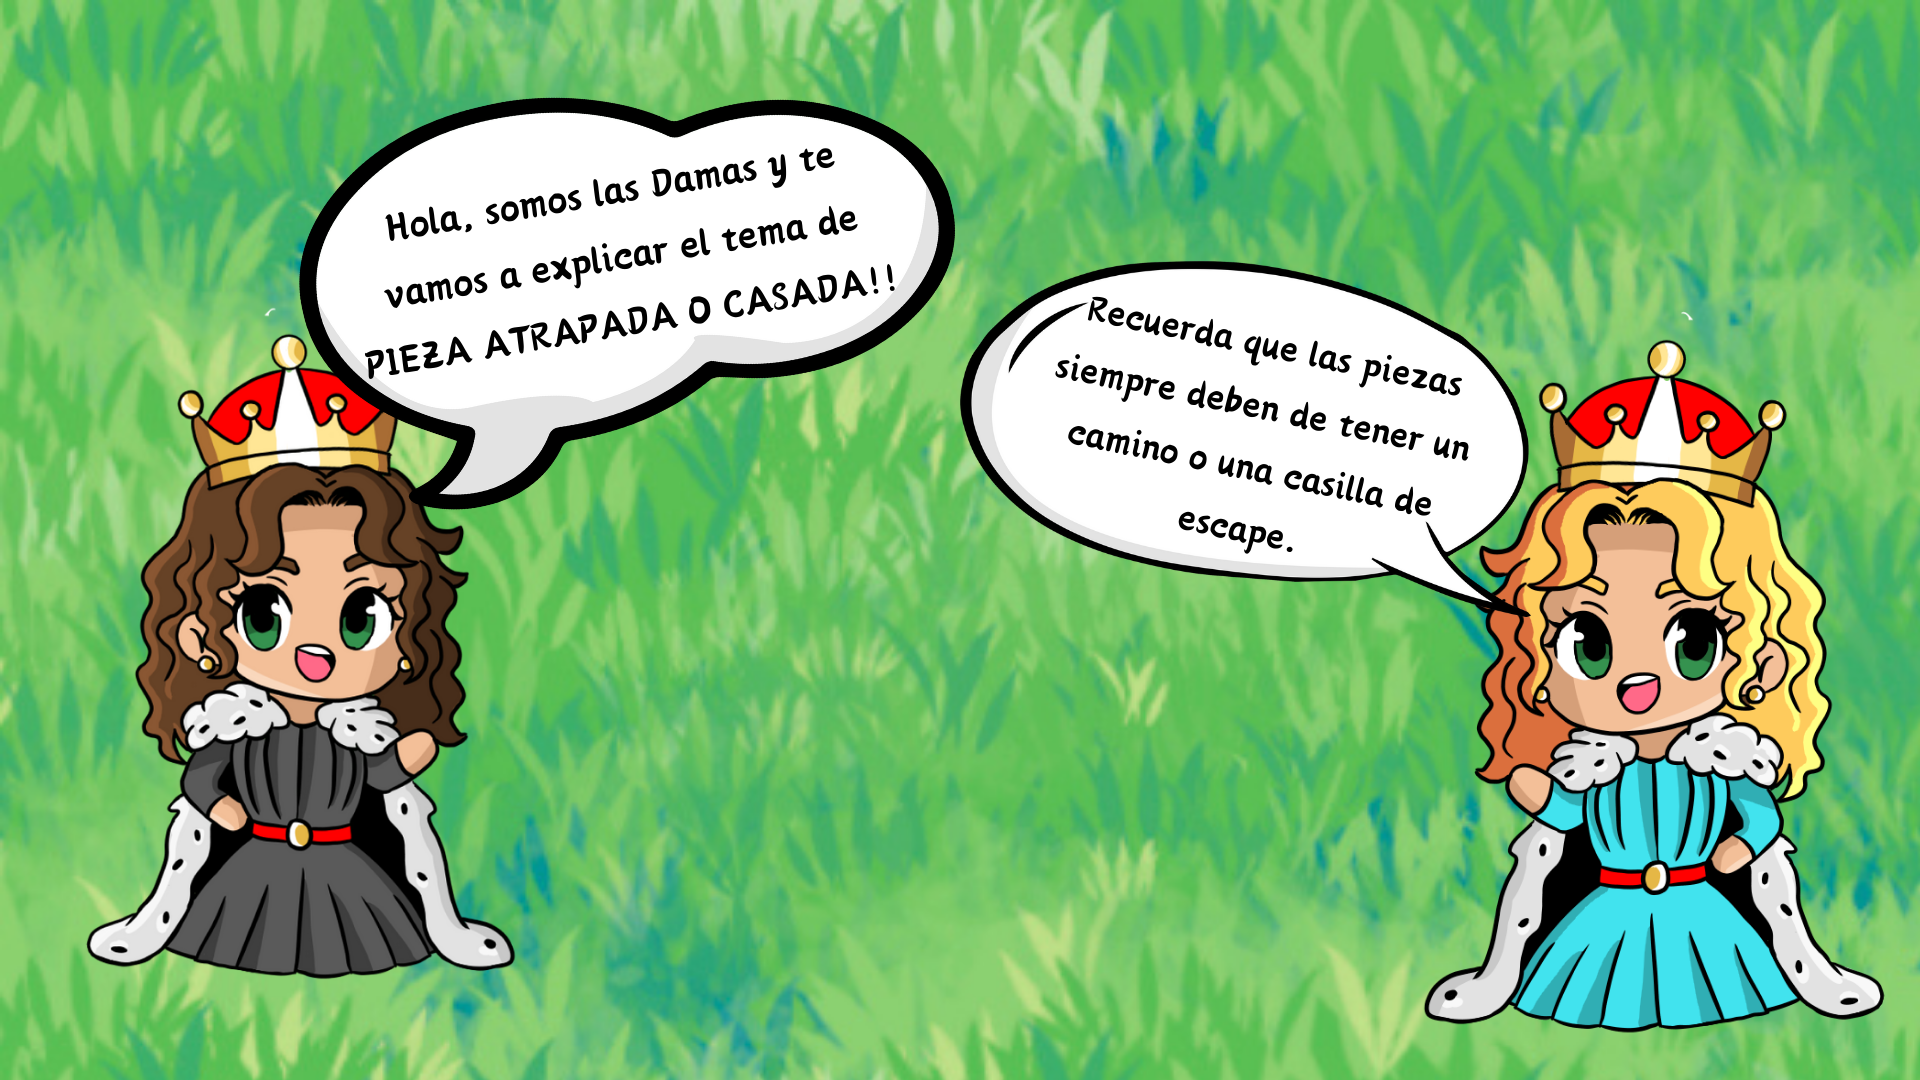 Hola, somos las Damas y te
vamos a explicar el tema de
PIEZA ATRAPADA O CASADA!!
Recuerda que las piezas
siempre deben de tener un
camino o una casilla de
escape.